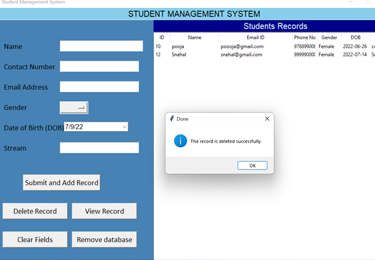 Student Management System
STUDENT MANAGEMENT SYSTEM
Students Records
ID Name Email ID Phone No Gender DOB
10 pooja poooja@gmail.com Female 2022-06-26
12 Snehal snehal@gmail.com Female 2022-07-14
Name
Contact Number
Email Address
Gender
Date of Birth (DOB) 7/9/22
Stream
Done
The record is deleted successfully.
OK
Submit and Add Record
Delete Record View Record
Clear Fields Remove database